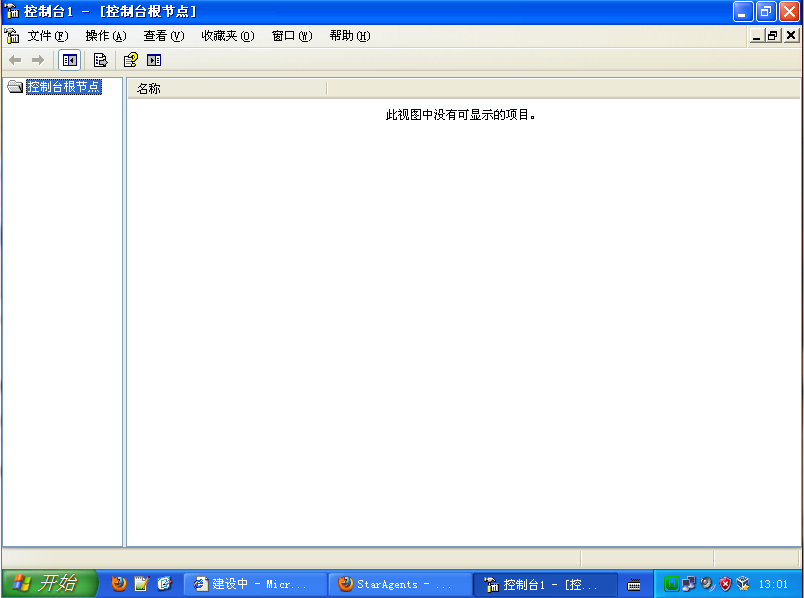 控制台1 - [控制台根节点]
文件(F) 操作(A) 查看(V) 收藏夹(O) 窗口(W) 帮助(H)
控制台根节点
名称
此视图中没有可显示的项目。
开始
建设中 - Micr...
StarAgents - ...
控制台1 - [控...
13:01